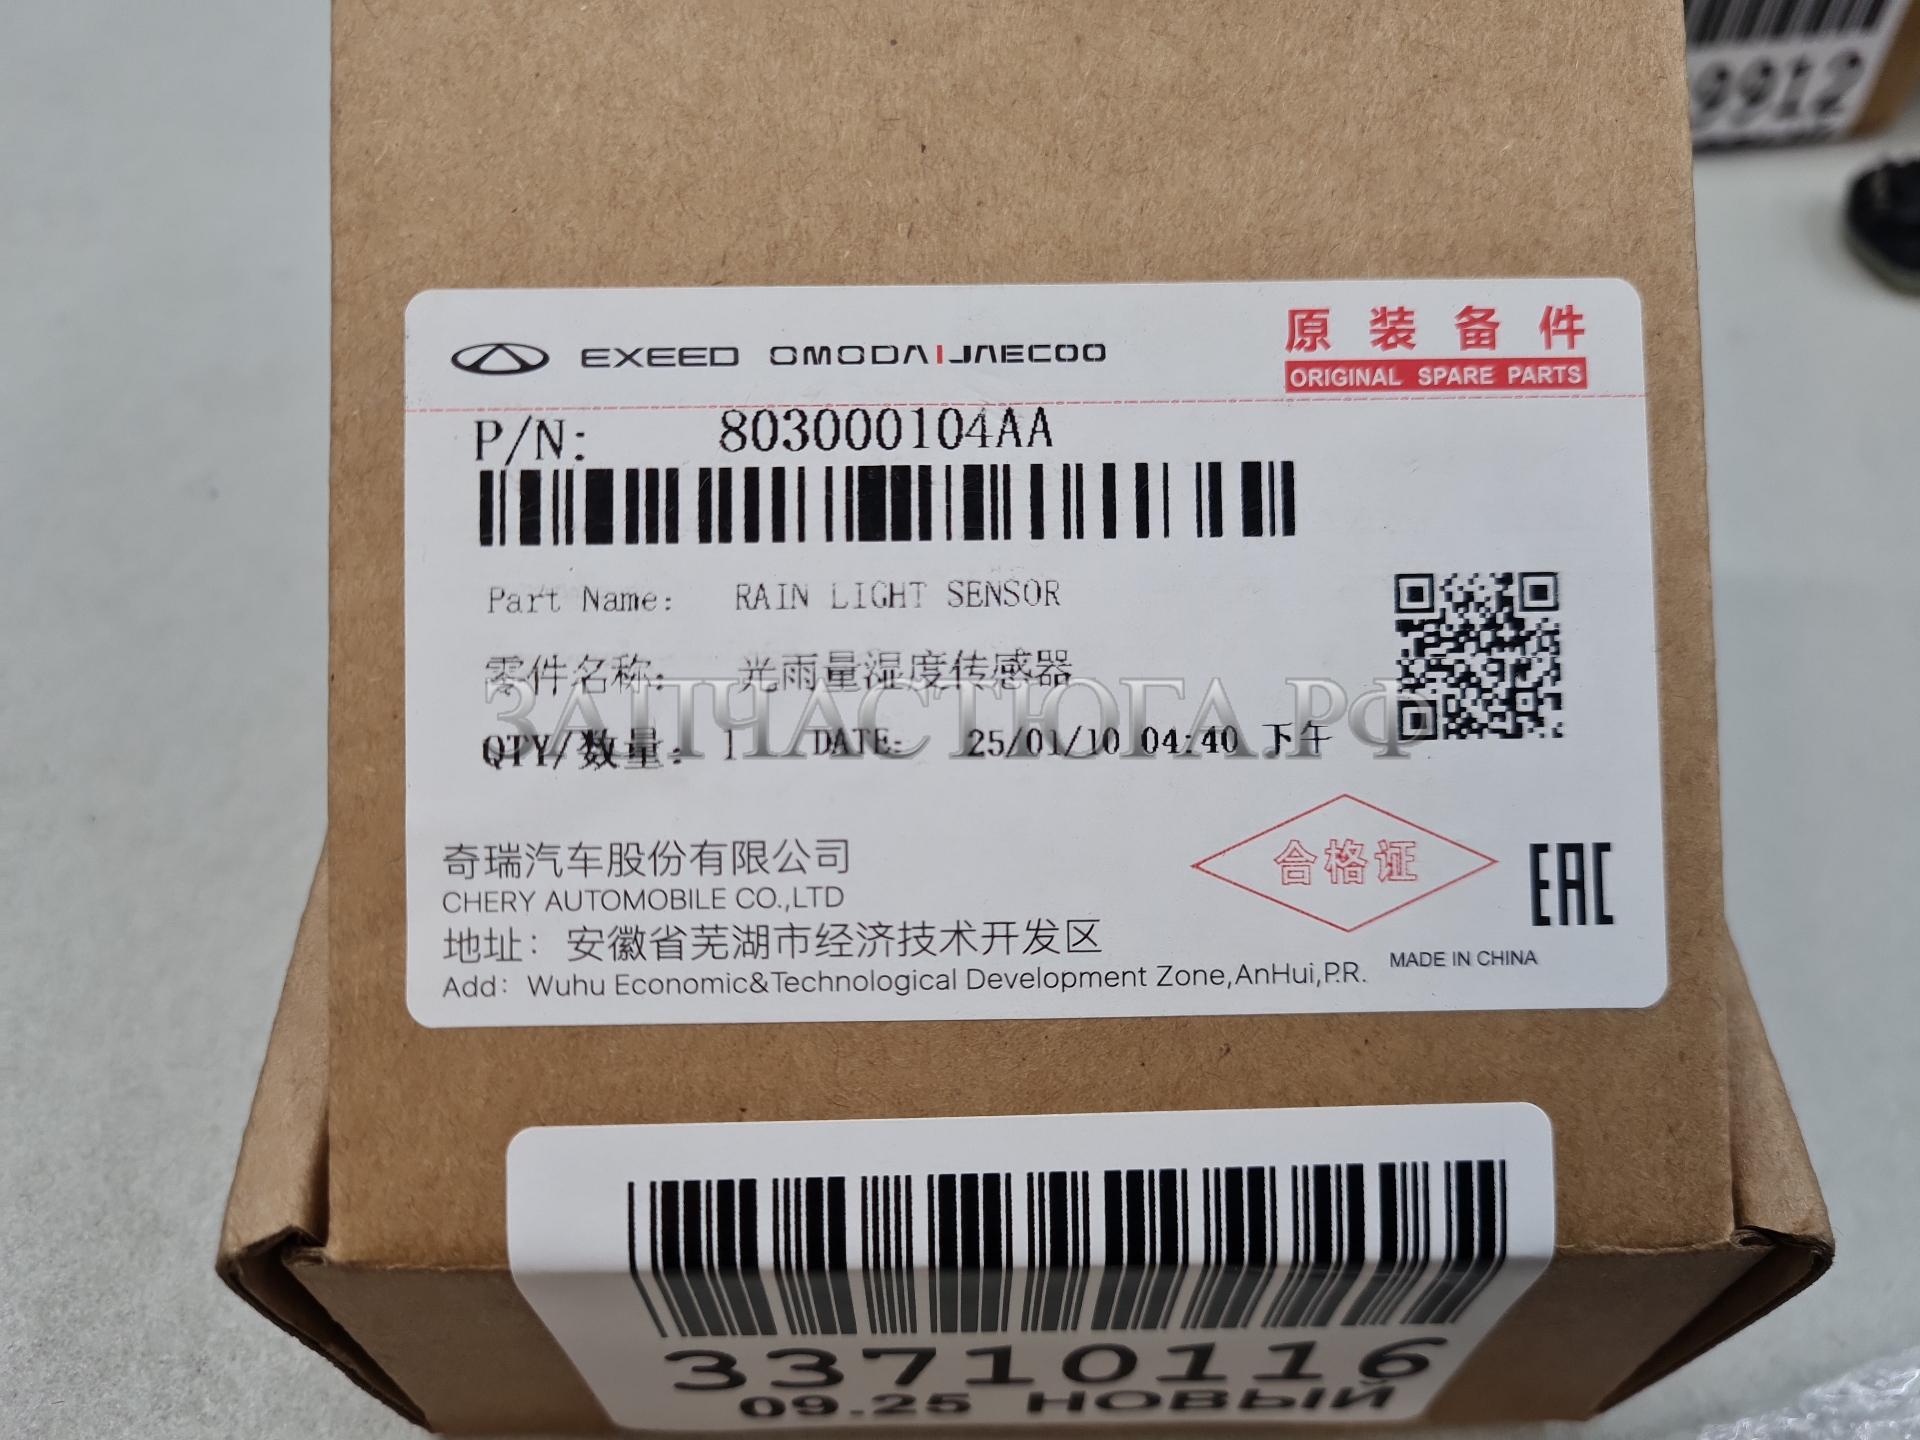 9912
EXEED OMODA|JAECOO
原装备件
ORIGINAL SPARE PARTS
P/N: 803000104AA
Part Name: RAIN LIGHT SENSOR
零件名称: 光雨量湿度传感器
ЗАПЧАСТЮГА.РФ
QTY/数量: 1 DATE: 25/01/10 04:40 下午
奇瑞汽车股份有限公司
CHERY AUTOMOBILE CO.,LTD
合格证
EAC
地址：安徽省芜湖市经济技术开发区
MADE IN CHINA
Add: Wuhu Economic&Technological Development Zone,AnHui,P.R.
33710116
09.25 НОВЫЙ